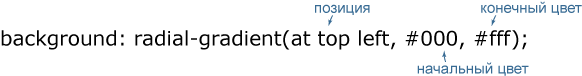 позиция конечный цвет
background: radial-gradient(at top left, #000, #fff);
начальный цвет